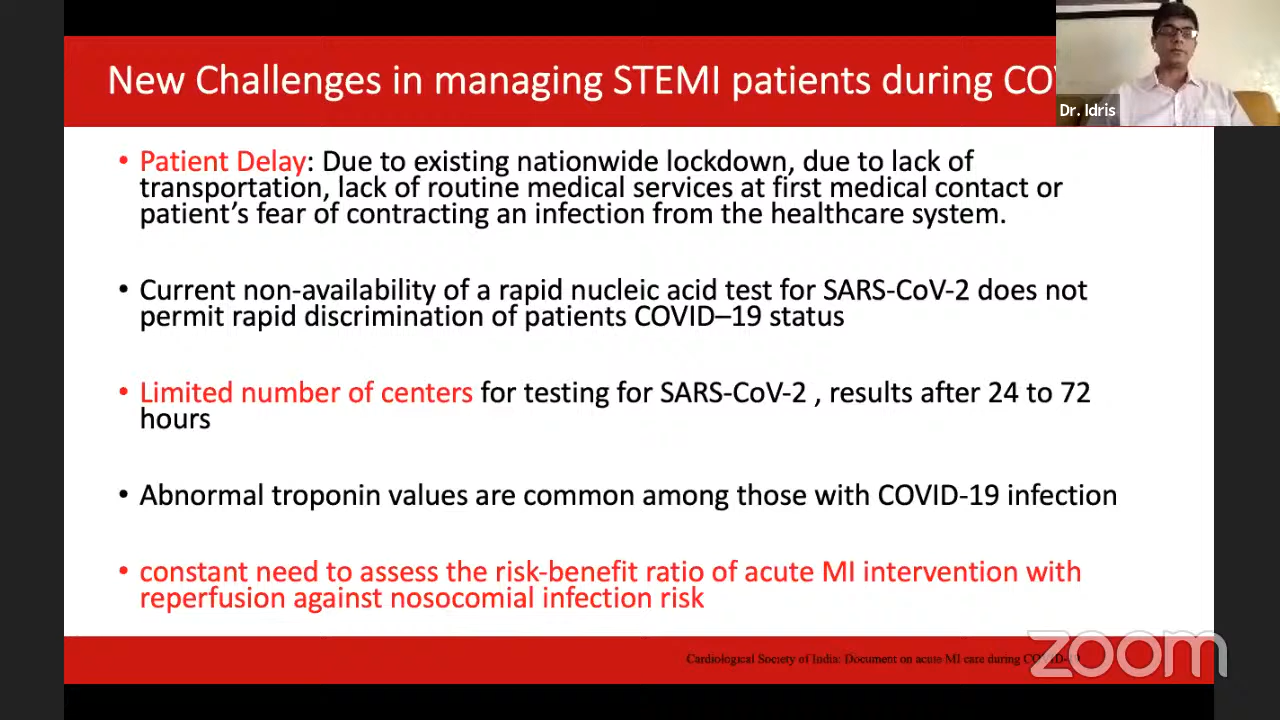 New Challenges in managing STEMI patients during CO
Dr. Idris
• Patient Delay: Due to existing nationwide lockdown, due to lack of
transportation, lack of routine medical services at first medical contact or
patient's fear of contracting an infection from the healthcare system.
• Current non-availability of a rapid nucleic acid test for SARS-CoV-2 does not
permit rapid discrimination of patients COVID–19 status
• Limited number of centers for testing for SARS-CoV-2 , results after 24 to 72
hours
• Abnormal troponin values are common among those with COVID-19 infection
• constant need to assess the risk-benefit ratio of acute MI intervention with
reperfusion against nosocomial infection risk
Cardiological Society of India: Document on acute MI care during COVID-19
zoom